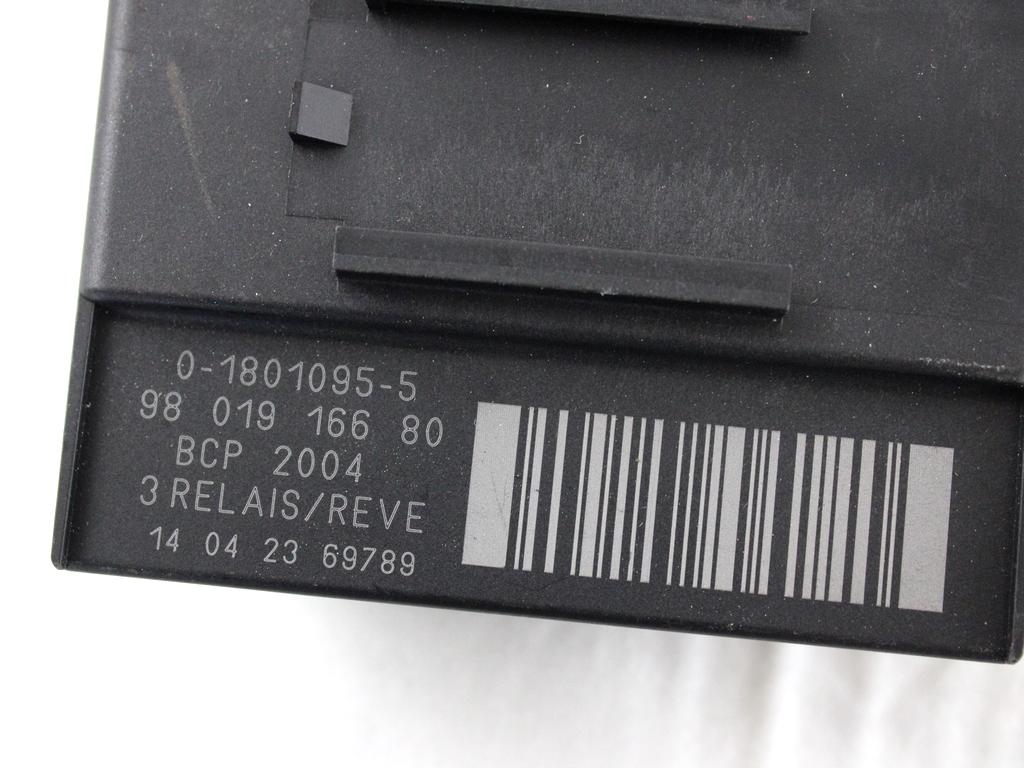 0-1801095-5
98 019 166 80
BCP 2004
3 RELAIS/REVE
14 04 23 69789